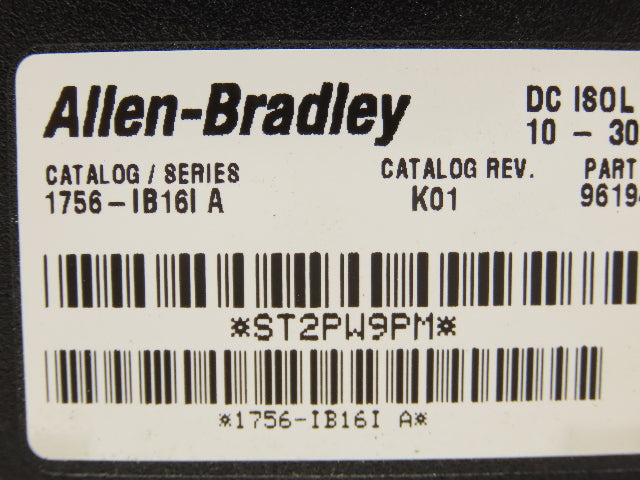 Allen-Bradley
DC ISOL
10 - 30
CATALOG / SERIES
1756-IB16I A
CATALOG REV.
K01
PART
9619
*ST2PW9PM*
*1756-IB16I A*